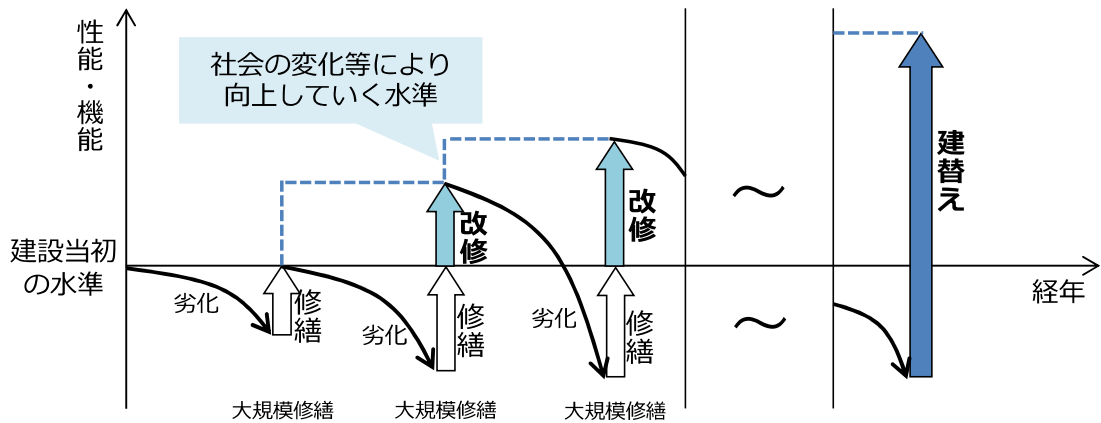 性能・機能
社会の変化等により
向上していく水準
建設当初
の水準
劣化
修繕
劣化
改修
修繕
劣化
改修
修繕
～
～
建替え
経年
大規模修繕
大規模修繕
大規模修繕